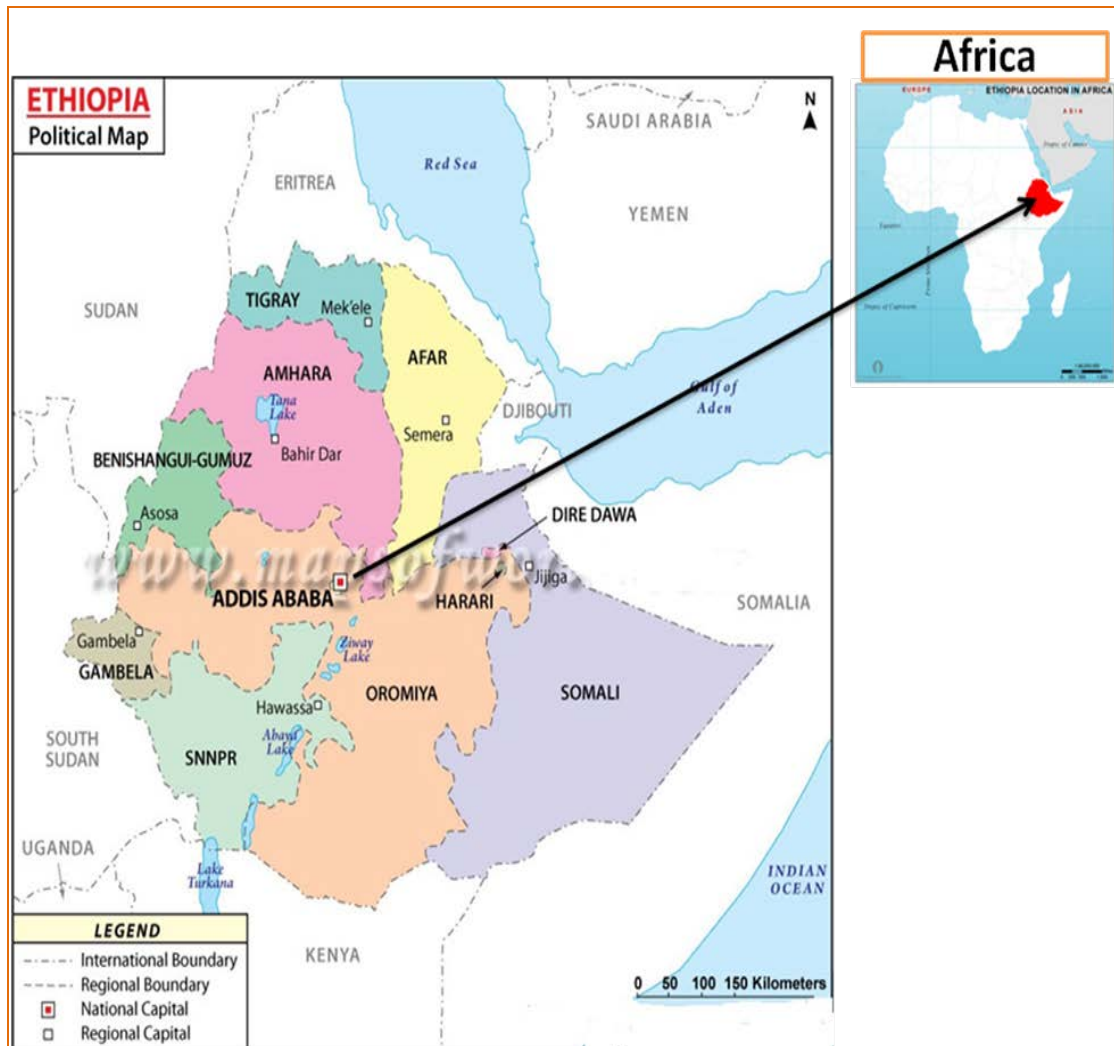 Africa
ETHIOPIA
Political Map
N
EUROPE
ETHIOPIA LOCATION IN AFRICA
ASIA
SAUDI ARABIA
Red Sea
ERITREA
YEMEN
SUDAN
TIGRAY
Mek'ele
AFAR
AMHARA
Tana
Lake
DJIBOUTI
Gulf of
Aden
Semera
Bahir Dar
BENISHANGUI-GUMUZ
Asosa
DIRE DAWA
www.mapsofwo
Jijiga
ADDIS ABABA
HARARI
SOMALIA
Gambela
GAMBELA
Ziway
Lake
OROMIYA
SOMALI
Hawassa
Abaya
Lake
SOUTH
SUDAN
SNNPR
UGANDA
Lake
Turkana
INDIAN
OCEAN
KENYA
LEGEND
International Boundary
Regional Boundary
National Capital
Regional Capital
0 50 100 150 Kilometers